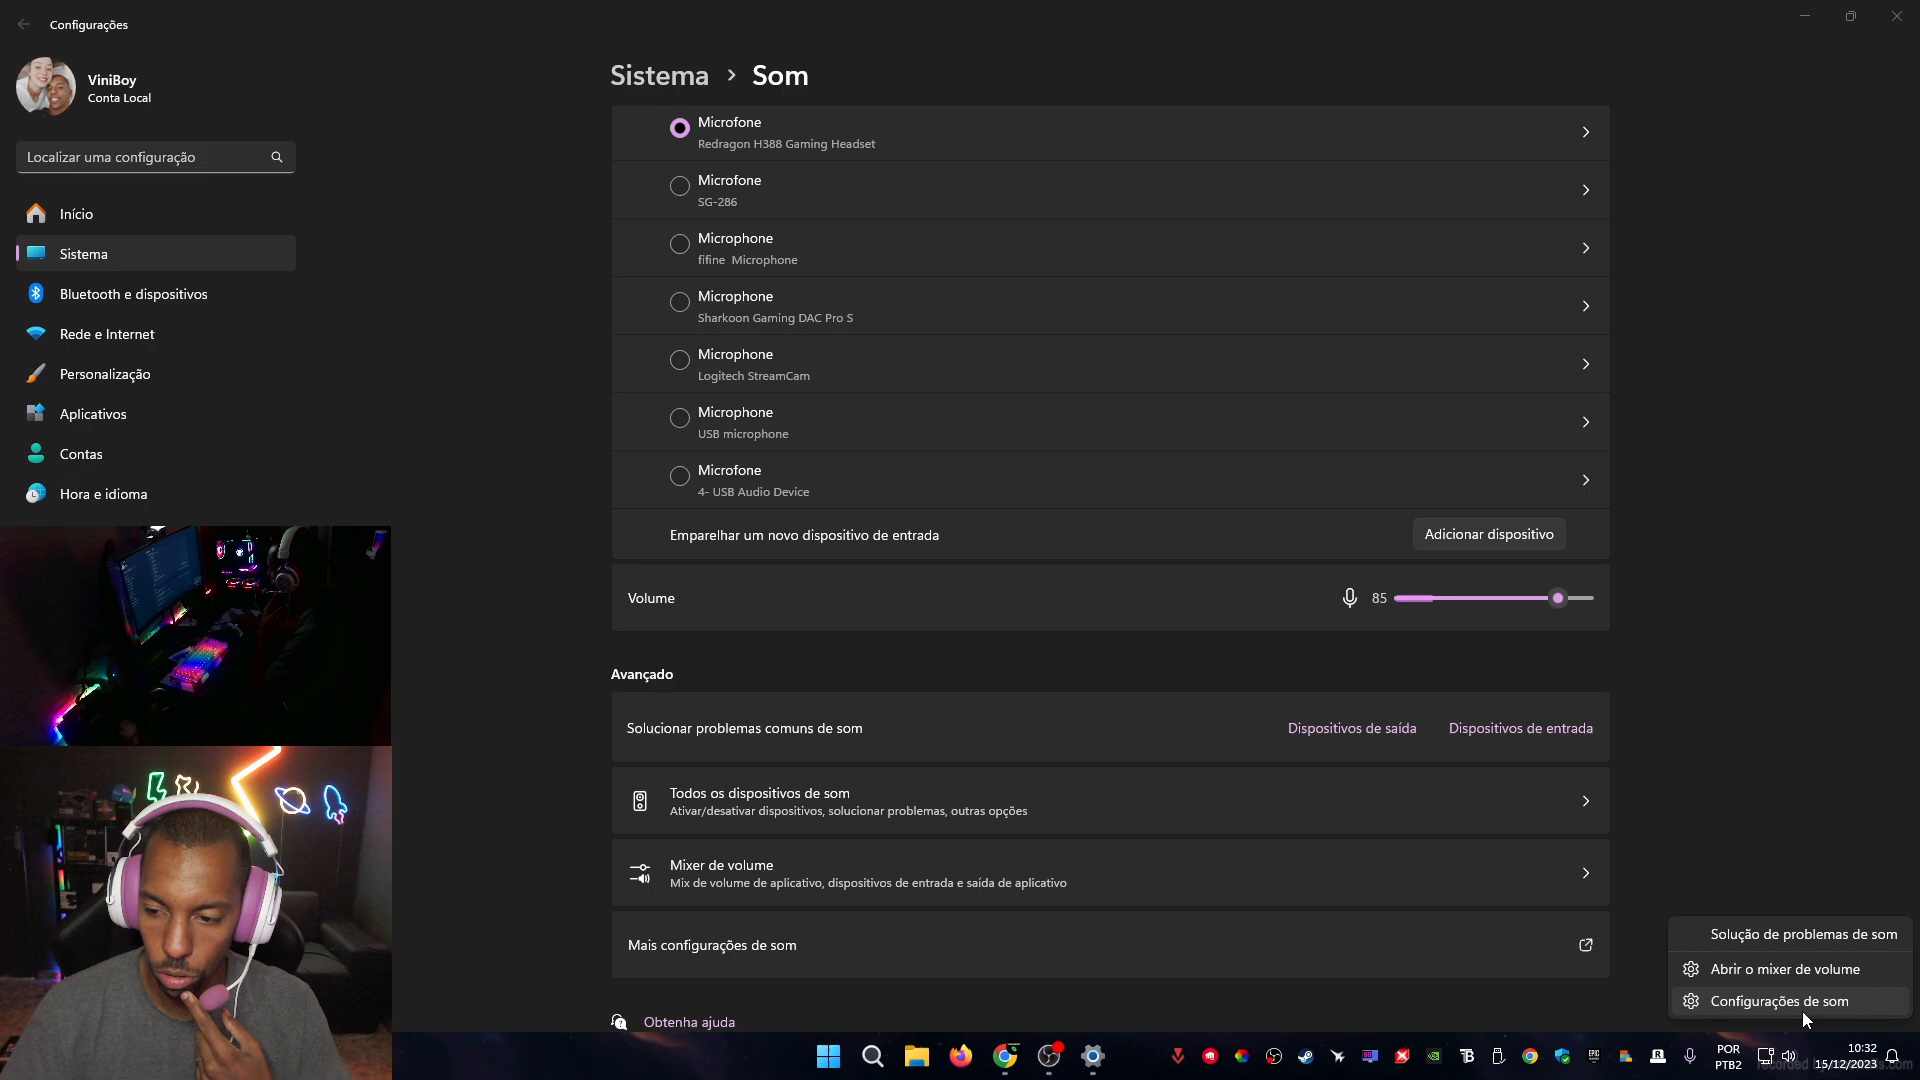 Configurações
ViniBoy
Conta Local
Localizar uma configuração
Início
Sistema
Bluetooth e dispositivos
Rede e Internet
Personalização
Aplicativos
Contas
Hora e idioma
Sistema > Som
Microfone
Redragon H388 Gaming Headset
Microfone
SG-286
Microphone
fifine Microphone
Microphone
Sharkoon Gaming DAC Pro S
Microphone
Logitech StreamCam
Microphone
USB microphone
Microfone
4- USB Audio Device
Emparelhar um novo dispositivo de entrada
Adicionar dispositivo
Volume
85
Avançado
Solucionar problemas comuns de som
Dispositivos de saída
Dispositivos de entrada
Todos os dispositivos de som
Ativar/desativar dispositivos, solucionar problemas, outras opções
Mixer de volume
Mix de volume de aplicativo, dispositivos de entrada e saída de aplicativo
Mais configurações de som
Obtenha ajuda
Solução de problemas de som
Abrir o mixer de volume
Configurações de som
POR
PTB2
10:32
15/12/2023